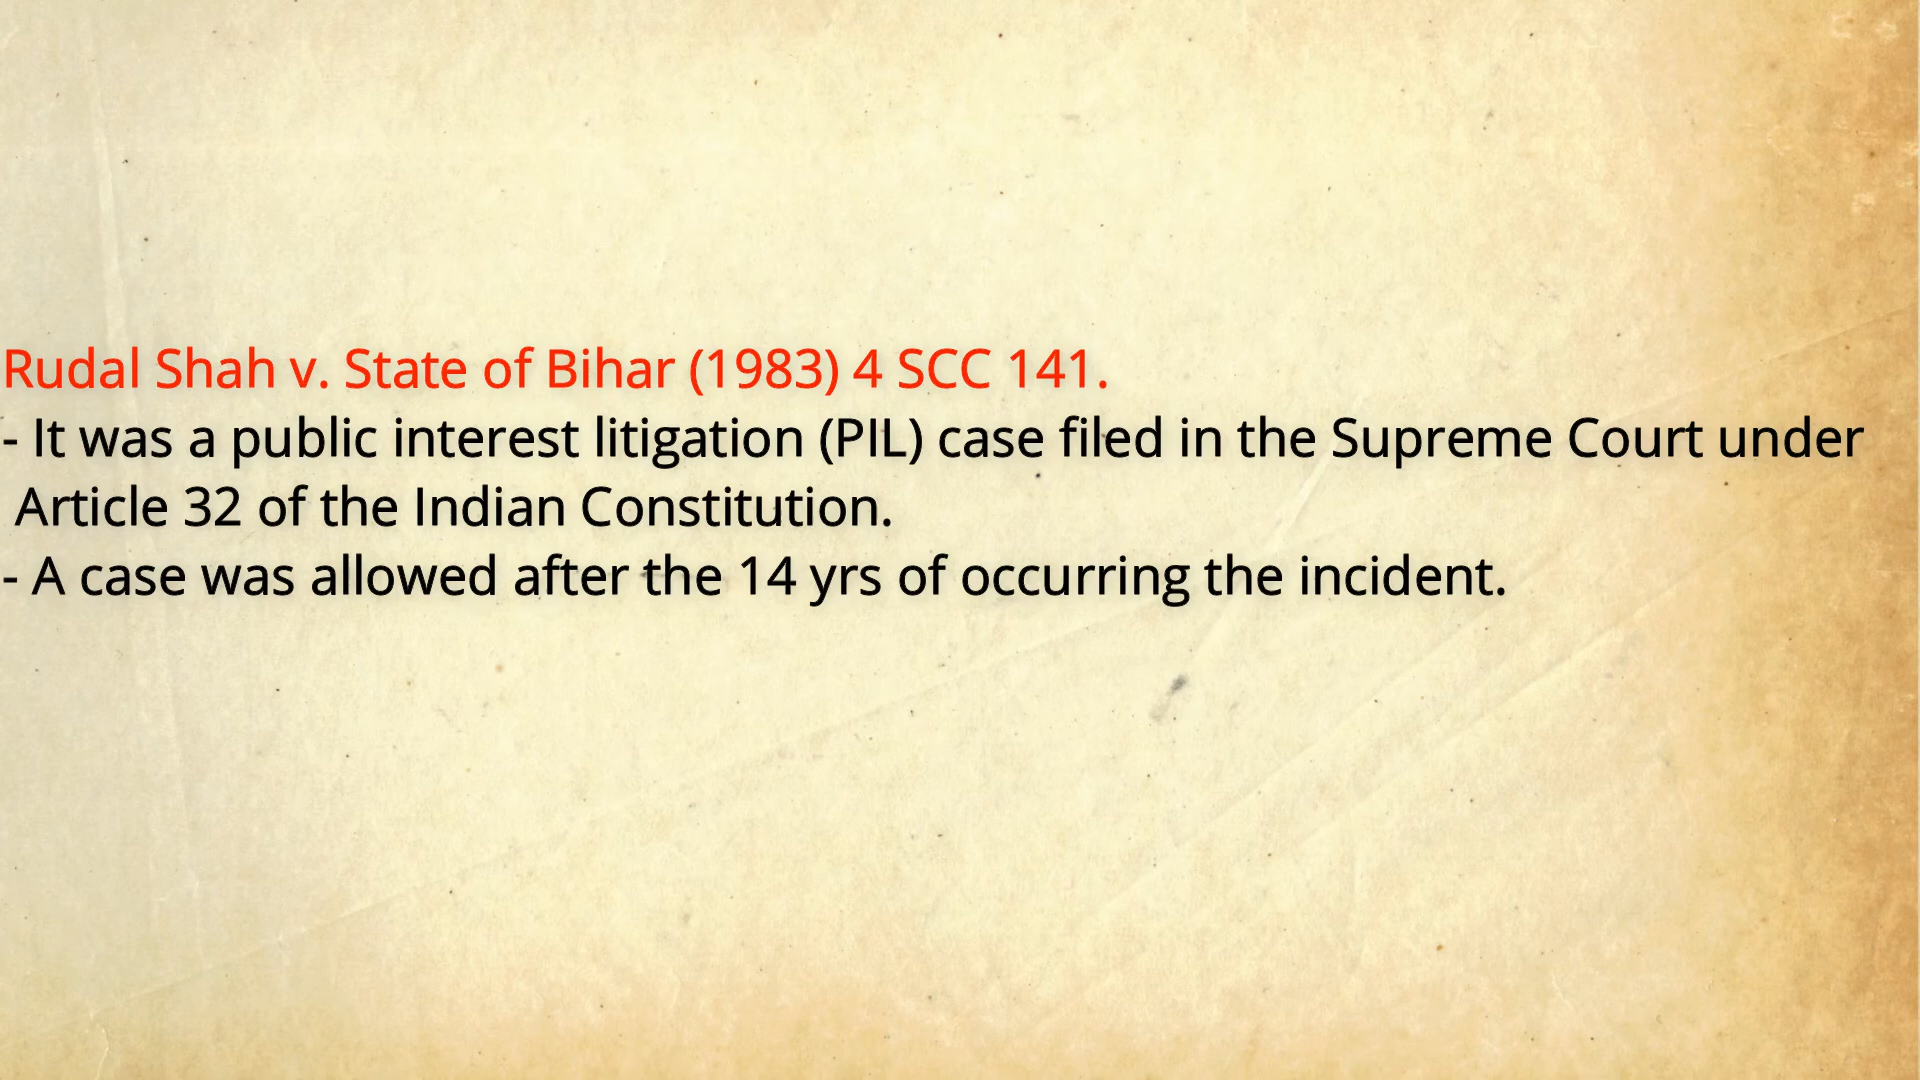 Rudal Shah v. State of Bihar (1983) 4 SCC 141.
- It was a public interest litigation (PIL) case filed in the Supreme Court under
Article 32 of the Indian Constitution.
- A case was allowed after the 14 yrs of occurring the incident.